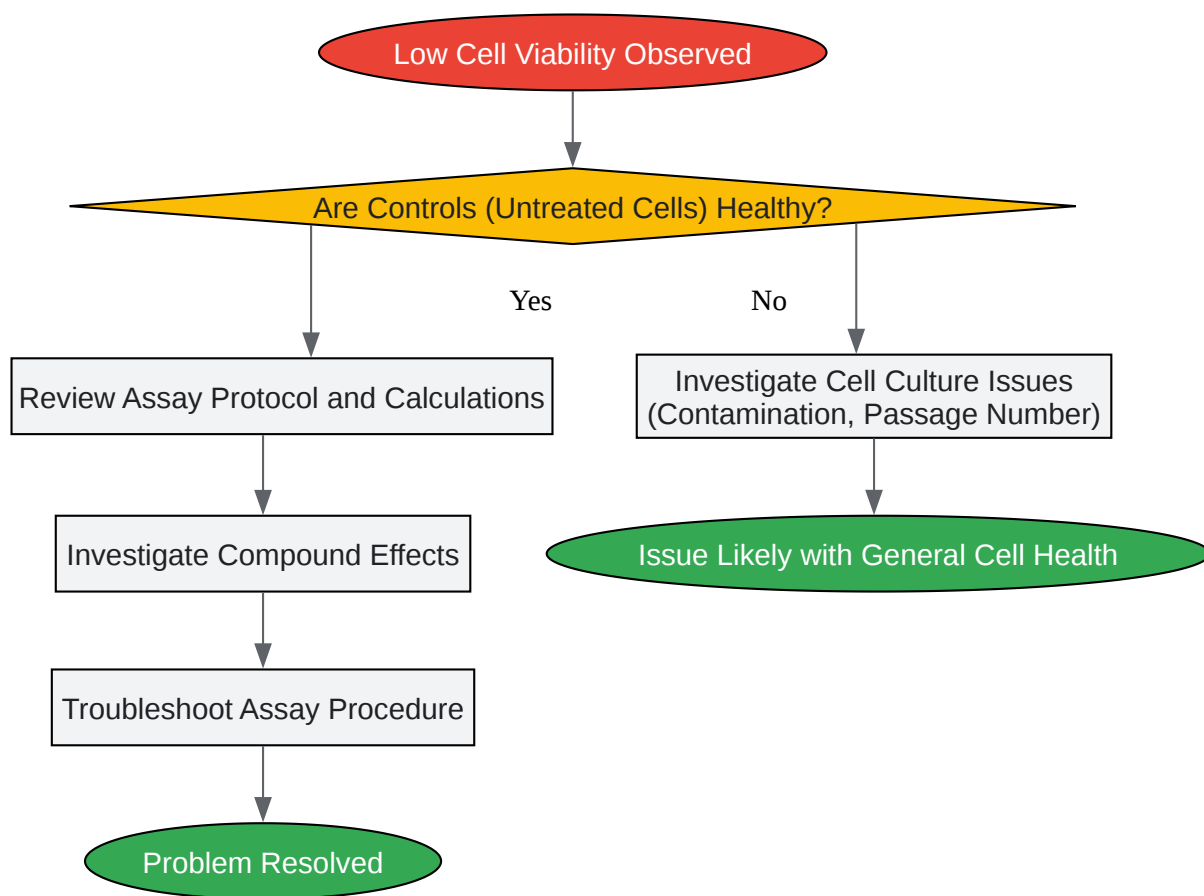 Low Cell Viability Observed
Are Controls (Untreated Cells) Healthy?
Yes
No
Review Assay Protocol and Calculations
Investigate Cell Culture Issues
(Contamination, Passage Number)
Investigate Compound Effects
Issue Likely with General Cell Health
Troubleshoot Assay Procedure
Problem Resolved